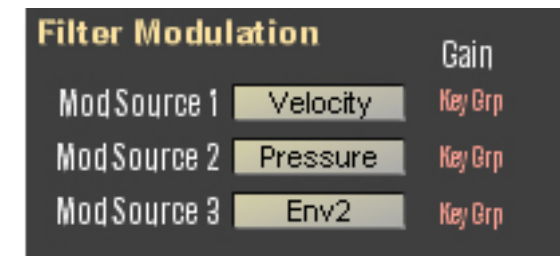 Filter Modulation
Gain
Mod Source 1 Velocity Key Grp
Mod Source 2 Pressure Key Grp
Mod Source 3 Env2 Key Grp